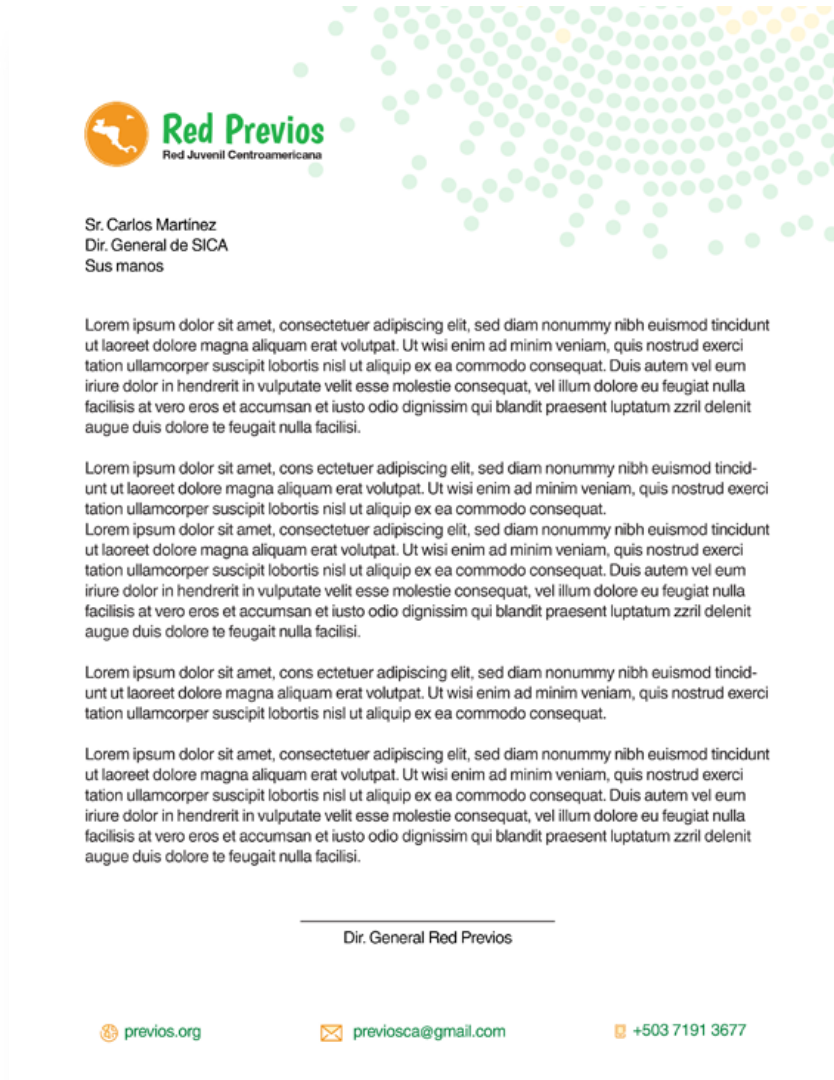 Red Previos
Red Juvenil Centroamericana
Sr. Carlos Martínez
Dir. General de SICA
Sus manos
Lorem ipsum dolor sit amet, consectetuer adipiscing elit, sed diam nonummy nibh euismod tincidunt
ut laoreet dolore magna aliquam erat volutpat. Ut wisi enim ad minim veniam, quis nostrud exerci
tation ullamcorper suscipit lobortis nisl ut aliquip ex ea commodo consequat. Duis autem vel eum
iriure dolor in hendrerit in vulputate velit esse molestie consequat, vel illum dolore eu feugiat nulla
facilisis at vero eros et accumsan et iusto odio dignissim qui blandit praesent luptatum zzril delenit
augue duis dolore te feugait nulla facilisi.
Lorem ipsum dolor sit amet, cons ectetuer adipiscing elit, sed diam nonummy nibh euismod tincid-
unt ut laoreet dolore magna aliquam erat volutpat. Ut wisi enim ad minim veniam, quis nostrud exerci
tation ullamcorper suscipit lobortis nisl ut aliquip ex ea commodo consequat.
Lorem ipsum dolor sit amet, consectetuer adipiscing elit, sed diam nonummy nibh euismod tincidunt
ut laoreet dolore magna aliquam erat volutpat. Ut wisi enim ad minim veniam, quis nostrud exerci
tation ullamcorper suscipit lobortis nisl ut aliquip ex ea commodo consequat. Duis autem vel eum
iriure dolor in hendrerit in vulputate velit esse molestie consequat, vel illum dolore eu feugiat nulla
facilisis at vero eros et accumsan et iusto odio dignissim qui blandit praesent luptatum zzril delenit
augue duis dolore te feugait nulla facilisi.
Lorem ipsum dolor sit amet, cons ectetuer adipiscing elit, sed diam nonummy nibh euismod tincid-
unt ut laoreet dolore magna aliquam erat volutpat. Ut wisi enim ad minim veniam, quis nostrud exerci
tation ullamcorper suscipit lobortis nisl ut aliquip ex ea commodo consequat.
Lorem ipsum dolor sit amet, consectetuer adipiscing elit, sed diam nonummy nibh euismod tincidunt
ut laoreet dolore magna aliquam erat volutpat. Ut wisi enim ad minim veniam, quis nostrud exerci
tation ullamcorper suscipit lobortis nisl ut aliquip ex ea commodo consequat. Duis autem vel eum
iriure dolor in hendrerit in vulputate velit esse molestie consequat, vel illum dolore eu feugiat nulla
facilisis at vero eros et accumsan et iusto odio dignissim qui blandit praesent luptatum zzril delenit
augue duis dolore te feugait nulla facilisi.
Dir. General Red Previos
previos.org
previosca@gmail.com
+503 7191 3677